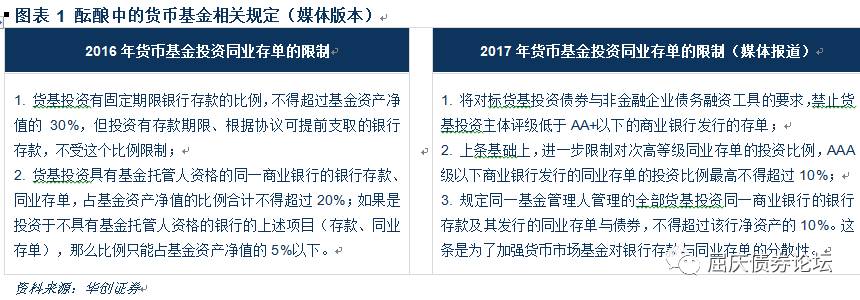 图表 1 酝酿中的货币基金相关规定（媒体版本）
2016 年货币基金投资同业存单的限制
1. 货基投资有固定期限银行存款的比例，不得超过基金资产净
值的 30%，但投资有存款期限、根据协议可提前支取的银行
存款，不受这个比例限制；
2. 货基投资具有基金托管人资格的同一商业银行的银行存款、
同业存单，占基金资产净值的比例合计不得超过 20%；如果是
投资于不具有基金托管人资格的银行的上述项目（存款、同业
存单），那么比例只能占基金资产净值的 5%以下。
2017 年货币基金投资同业存单的限制（媒体报道）
1. 将对标货基投资债券与非金融企业债务融资工具的要求，禁止货
基投资主体评级低于 AA+以下的商业银行发行的存单；
2. 上条基础上，进一步限制对次高等级同业存单的投资比例，AAA
级以下商业银行发行的同业存单的投资比例最高不得超过 10%；
3. 规定同一基金管理人管理的全部货基投资同一商业银行的银行
存款及其发行的同业存单与债券，不得超过该行净资产的 10%。这
条是为了加强货币市场基金对银行存款与同业存单的分散性。
资料来源：华创证券
屈庆债券论坛